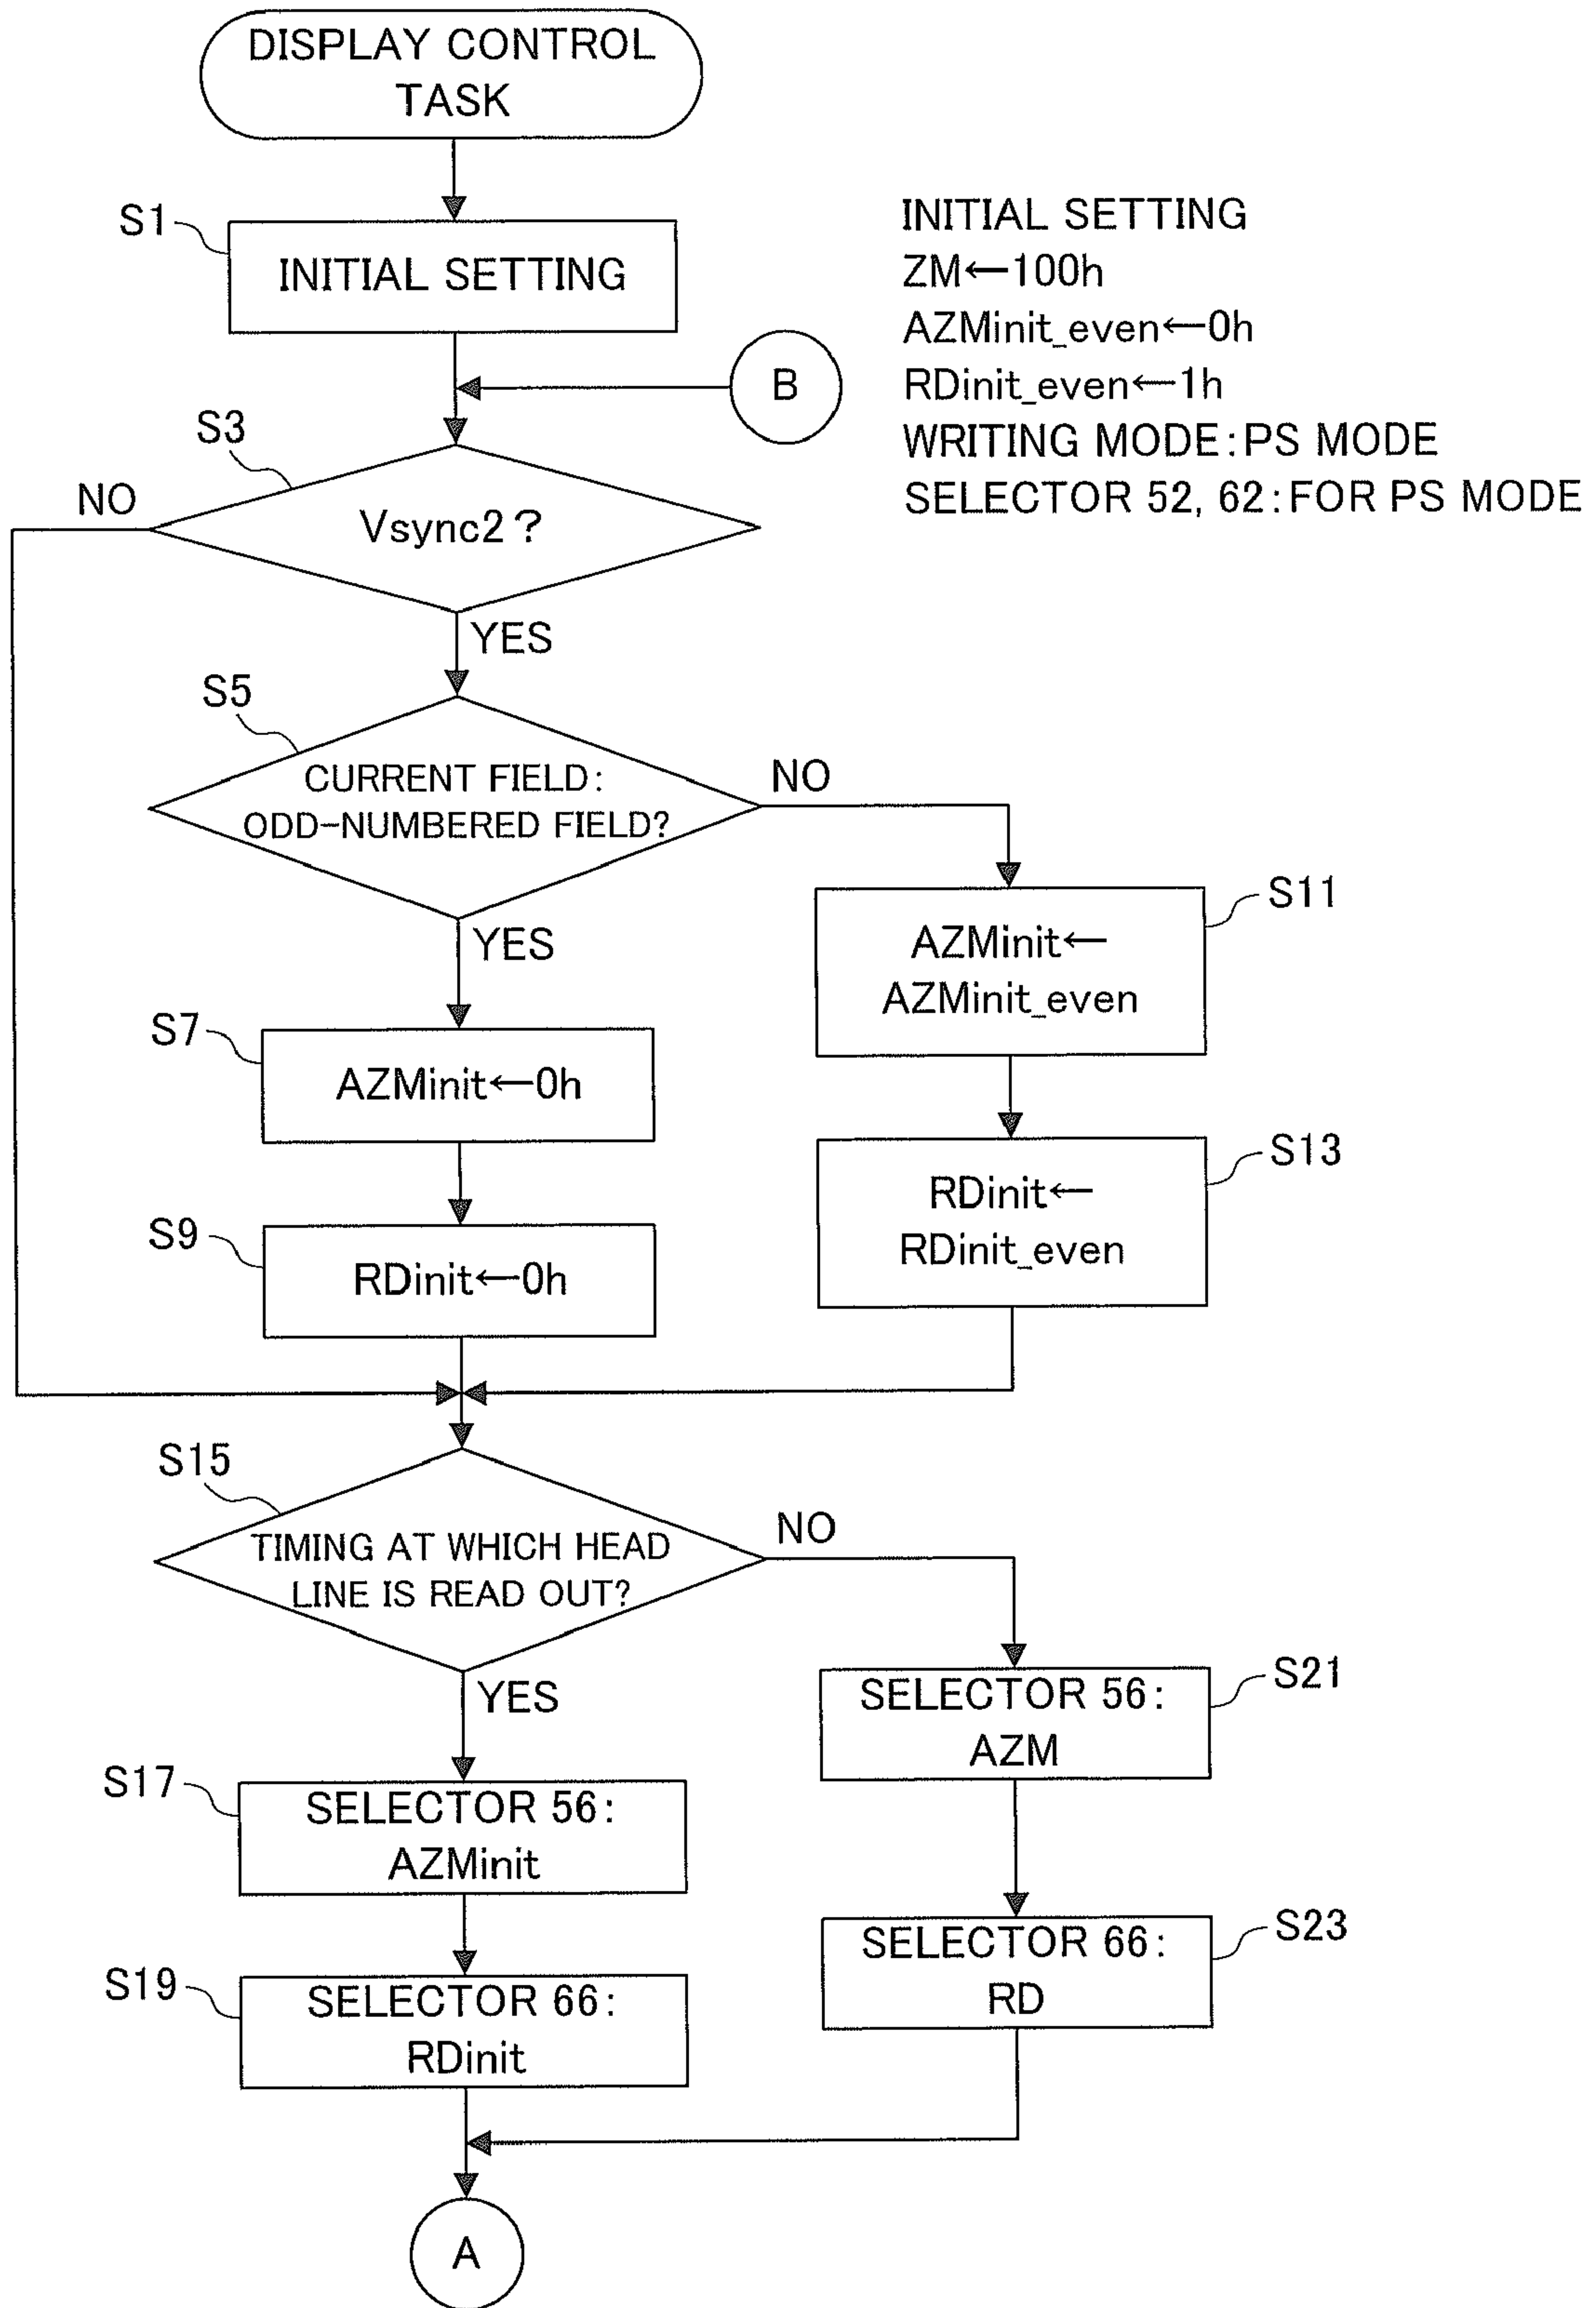 DISPLAY CONTROL
TASK
S1
INITIAL SETTING
INITIAL SETTING
ZM←100h
AZMinit_even←0h
RDinit_even←1h
WRITING MODE:PS MODE
SELECTOR 52, 62:FOR PS MODE
B
S3
NO
Vsync2?
YES
S5
CURRENT FIELD:
ODD-NUMBERED FIELD?
NO
YES
S11
AZMinit←
AZMinit_even
S7
AZMinit←0h
S13
RDinit←
RDinit_even
S9
RDinit←0h
S15
TIMING AT WHICH HEAD
LINE IS READ OUT?
NO
YES
S21
SELECTOR 56:
AZM
S17
SELECTOR 56:
AZMinit
S23
SELECTOR 66:
RD
S19
SELECTOR 66:
RDinit
A